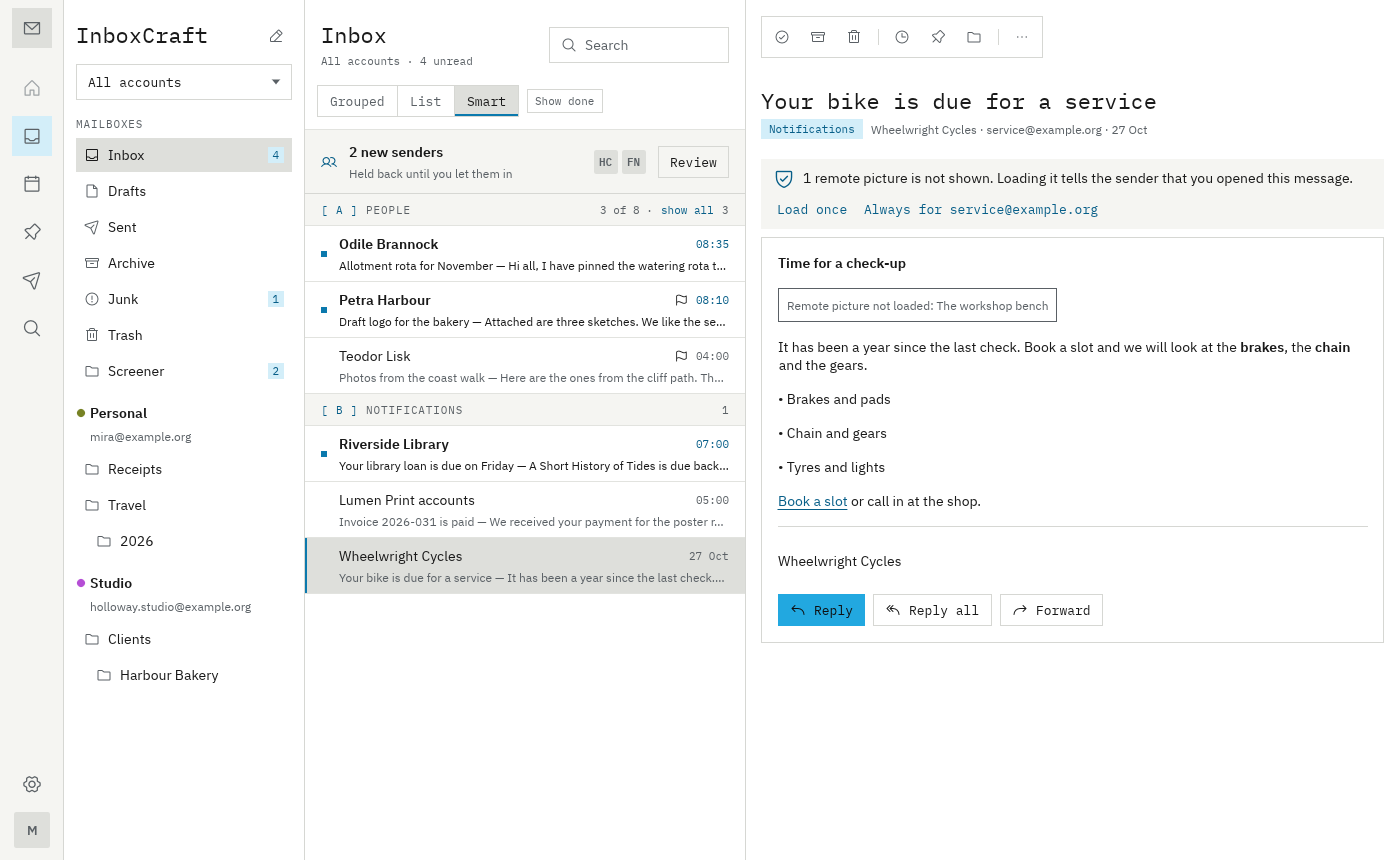 InboxCraft
All accounts
MAILBOXES
Inbox 4
Drafts
Sent
Archive
Junk 1
Trash
Screener 2
Personal
mira@example.org
Receipts
Travel
2026
Studio
holloway.studio@example.org
Clients
Harbour Bakery
M
Inbox
All accounts · 4 unread
Search
Grouped List Smart Show done
2 new senders
Held back until you let them in
HC FN Review
[ A ] PEOPLE 3 of 8 · show all 3
Odile Brannock 08:35
Allotment rota for November — Hi all, I have pinned the watering rota t…
Petra Harbour 08:10
Draft logo for the bakery — Attached are three sketches. We like the se…
Teodor Lisk 04:00
Photos from the coast walk — Here are the ones from the cliff path. Th…
[ B ] NOTIFICATIONS 1
Riverside Library 07:00
Your library loan is due on Friday — A Short History of Tides is due back…
Lumen Print accounts 05:00
Invoice 2026-031 is paid — We received your payment for the poster r…
Wheelwright Cycles 27 Oct
Your bike is due for a service — It has been a year since the last check.…
Your bike is due for a service
Notifications Wheelwright Cycles · service@example.org · 27 Oct
1 remote picture is not shown. Loading it tells the sender that you opened this message.
Load once Always for service@example.org
Time for a check-up
Remote picture not loaded: The workshop bench
It has been a year since the last check. Book a slot and we will look at the brakes, the chain
and the gears.
• Brakes and pads
• Chain and gears
• Tyres and lights
Book a slot or call in at the shop.
Wheelwright Cycles
Reply Reply all Forward